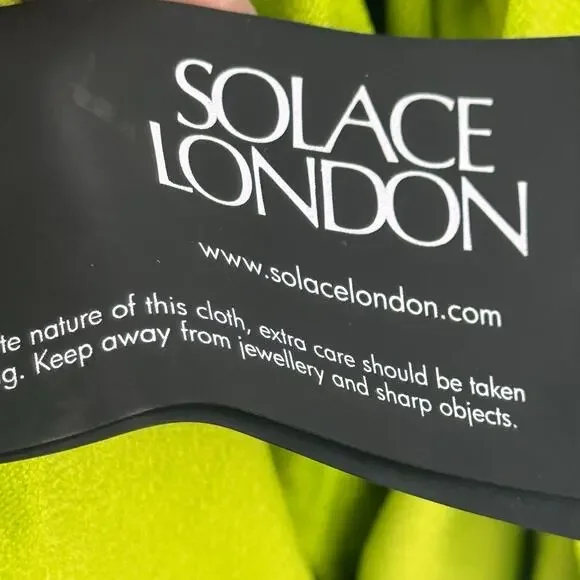 SOLACE
LONDON
www.solacelondon.com
nature of this cloth, extra care should be taken
Keep away from jewellery and sharp objects.